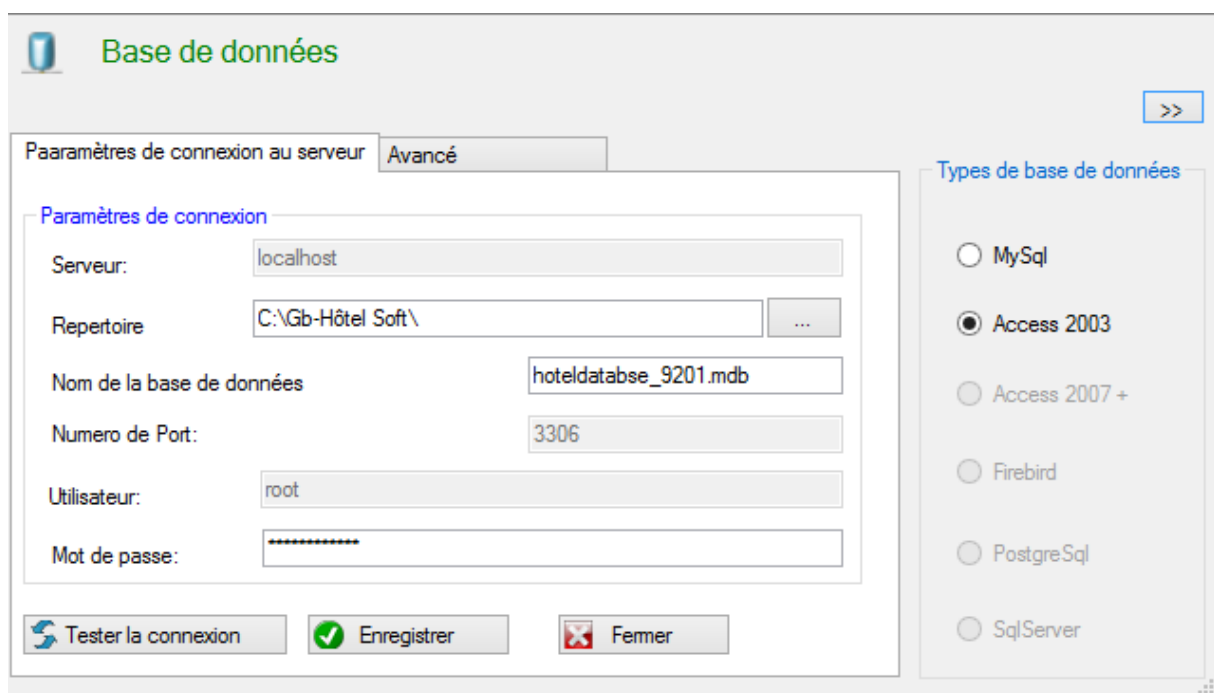 Base de données
>>
Paaramètres de connexion au serveur
Avancé
Paramètres de connexion
Serveur: localhost
Repertoire C:\Gb-Hôtel Soft\ ...
Nom de la base de données hoteldatabse_9201.mdb
Numero de Port: 3306
Utilisateur: root
Mot de passe: *************
Tester la connexion Enregistrer Fermer
Types de base de données
MySql
Access 2003
Access 2007 +
Firebird
PostgreSql
SqlServer